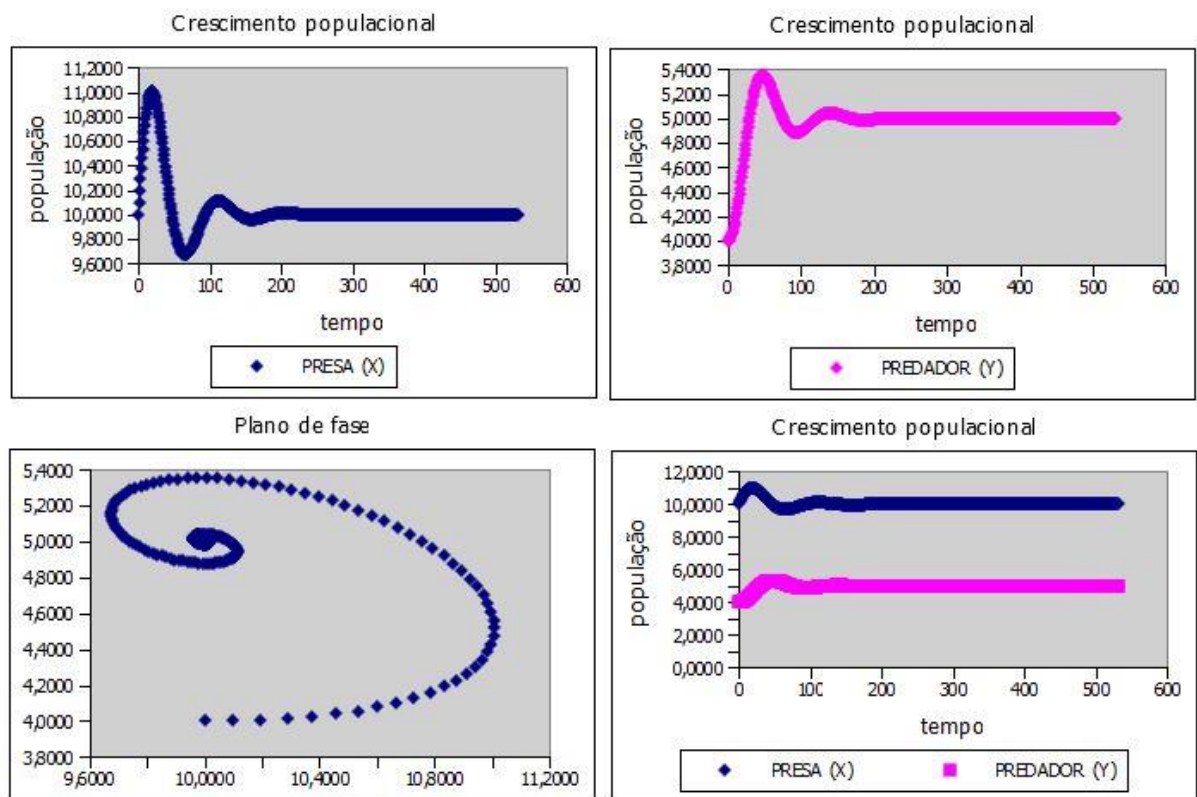 Crescimento populacional
11,2000
11,0000
10,8000
10,6000
10,4000
10,2000
10,0000
9,8000
9,6000
população
0 100 200 300 400 500 600
tempo
PRESA (X)
Crescimento populacional
5,4000
5,2000
5,0000
4,8000
4,6000
4,4000
4,2000
4,0000
3,8000
população
0 100 200 300 400 500 600
tempo
PREDADOR (Y)
Plano de fase
5,4000
5,2000
5,0000
4,8000
4,6000
4,4000
4,2000
4,0000
3,8000
9,6000 10,0000 10,4000 10,8000 11,2000
Crescimento populacional
12,0000
10,0000
8,0000
6,0000
4,0000
2,0000
0,0000
população
0 100 200 300 400 500 600
tempo
PRESA (X) PREDADOR (Y)